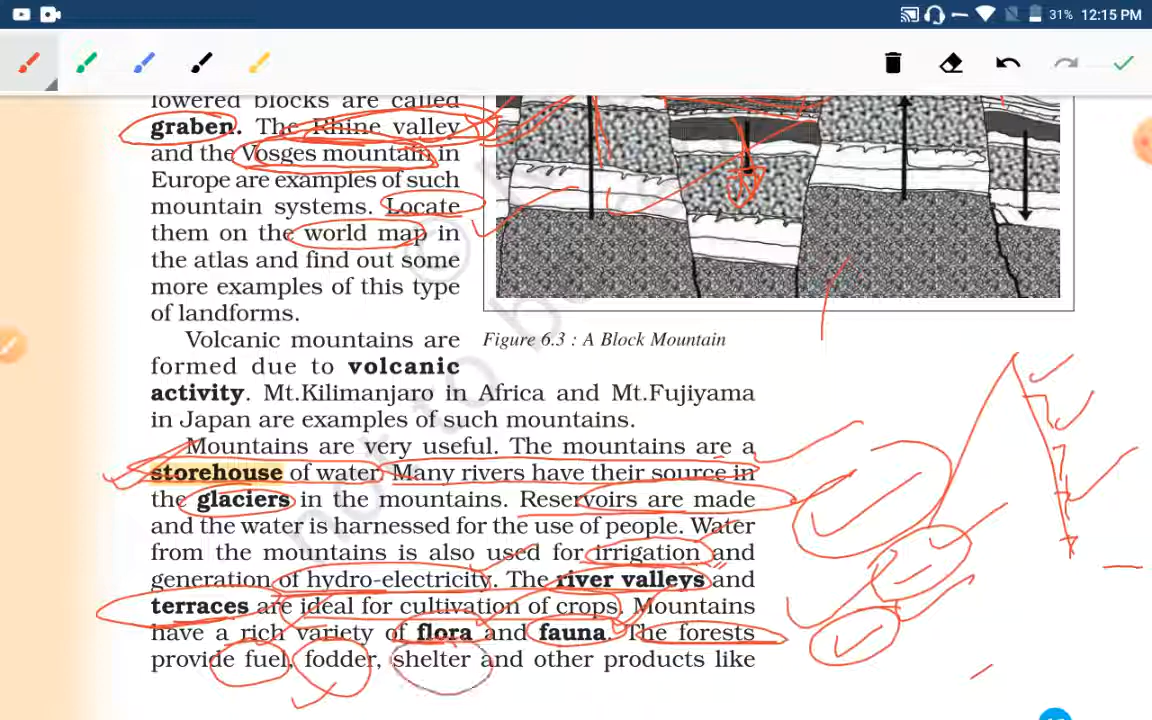 31% 12:15 PM
lowered blocks are called
graben. The Rhine valley
and the Vosges mountain in
Europe are examples of such
mountain systems. Locate
them on the world map in
the atlas and find out some
more examples of this type
of landforms.
Figure 6.3 : A Block Mountain
Volcanic mountains are
formed due to volcanic
activity. Mt.Kilimanjaro in Africa and Mt.Fujiyama
in Japan are examples of such mountains.
Mountains are very useful. The mountains are a
storehouse of water. Many rivers have their source in
the glaciers in the mountains. Reservoirs are made
and the water is harnessed for the use of people. Water
from the mountains is also used for irrigation and
generation of hydro-electricity. The river valleys and
terraces are ideal for cultivation of crops. Mountains
have a rich variety of flora and fauna. The forests
provide fuel, fodder, shelter and other products like